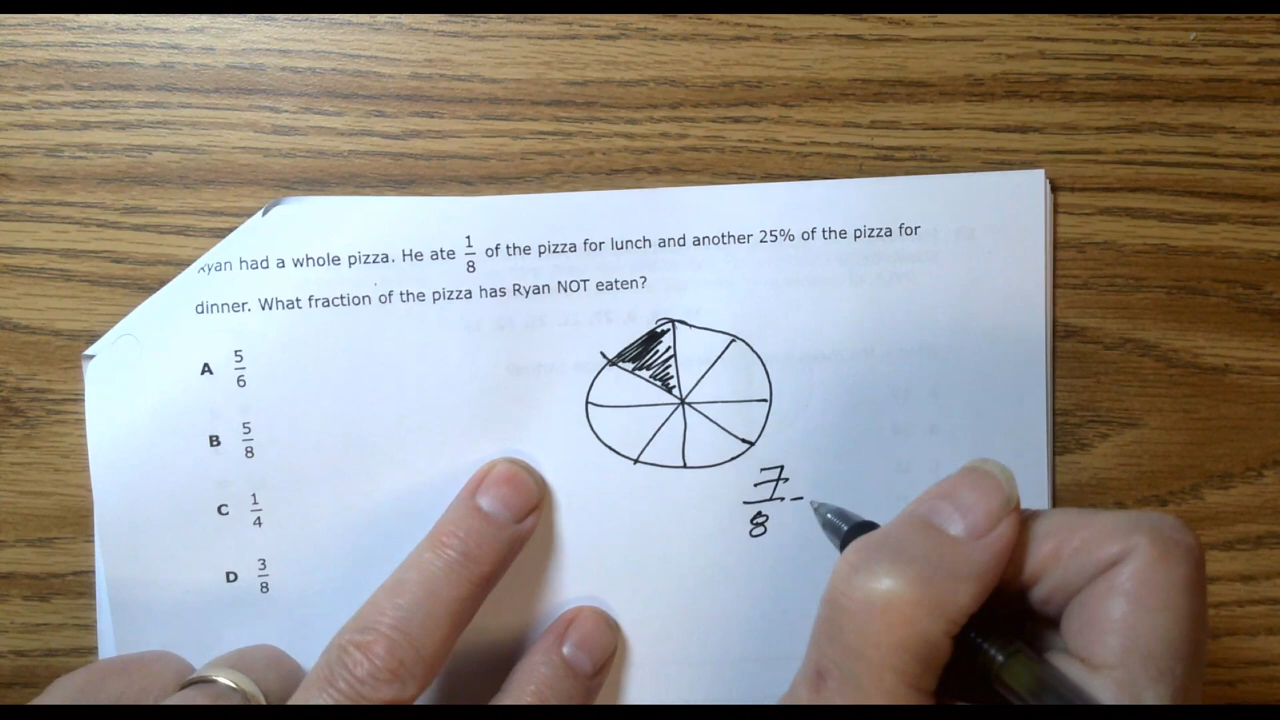 Ryan had a whole pizza. He ate 1/8 of the pizza for lunch and another 25% of the pizza for
dinner. What fraction of the pizza has Ryan NOT eaten?
A 5/6
B 5/8
C 1/4
D 3/8
7/8 -